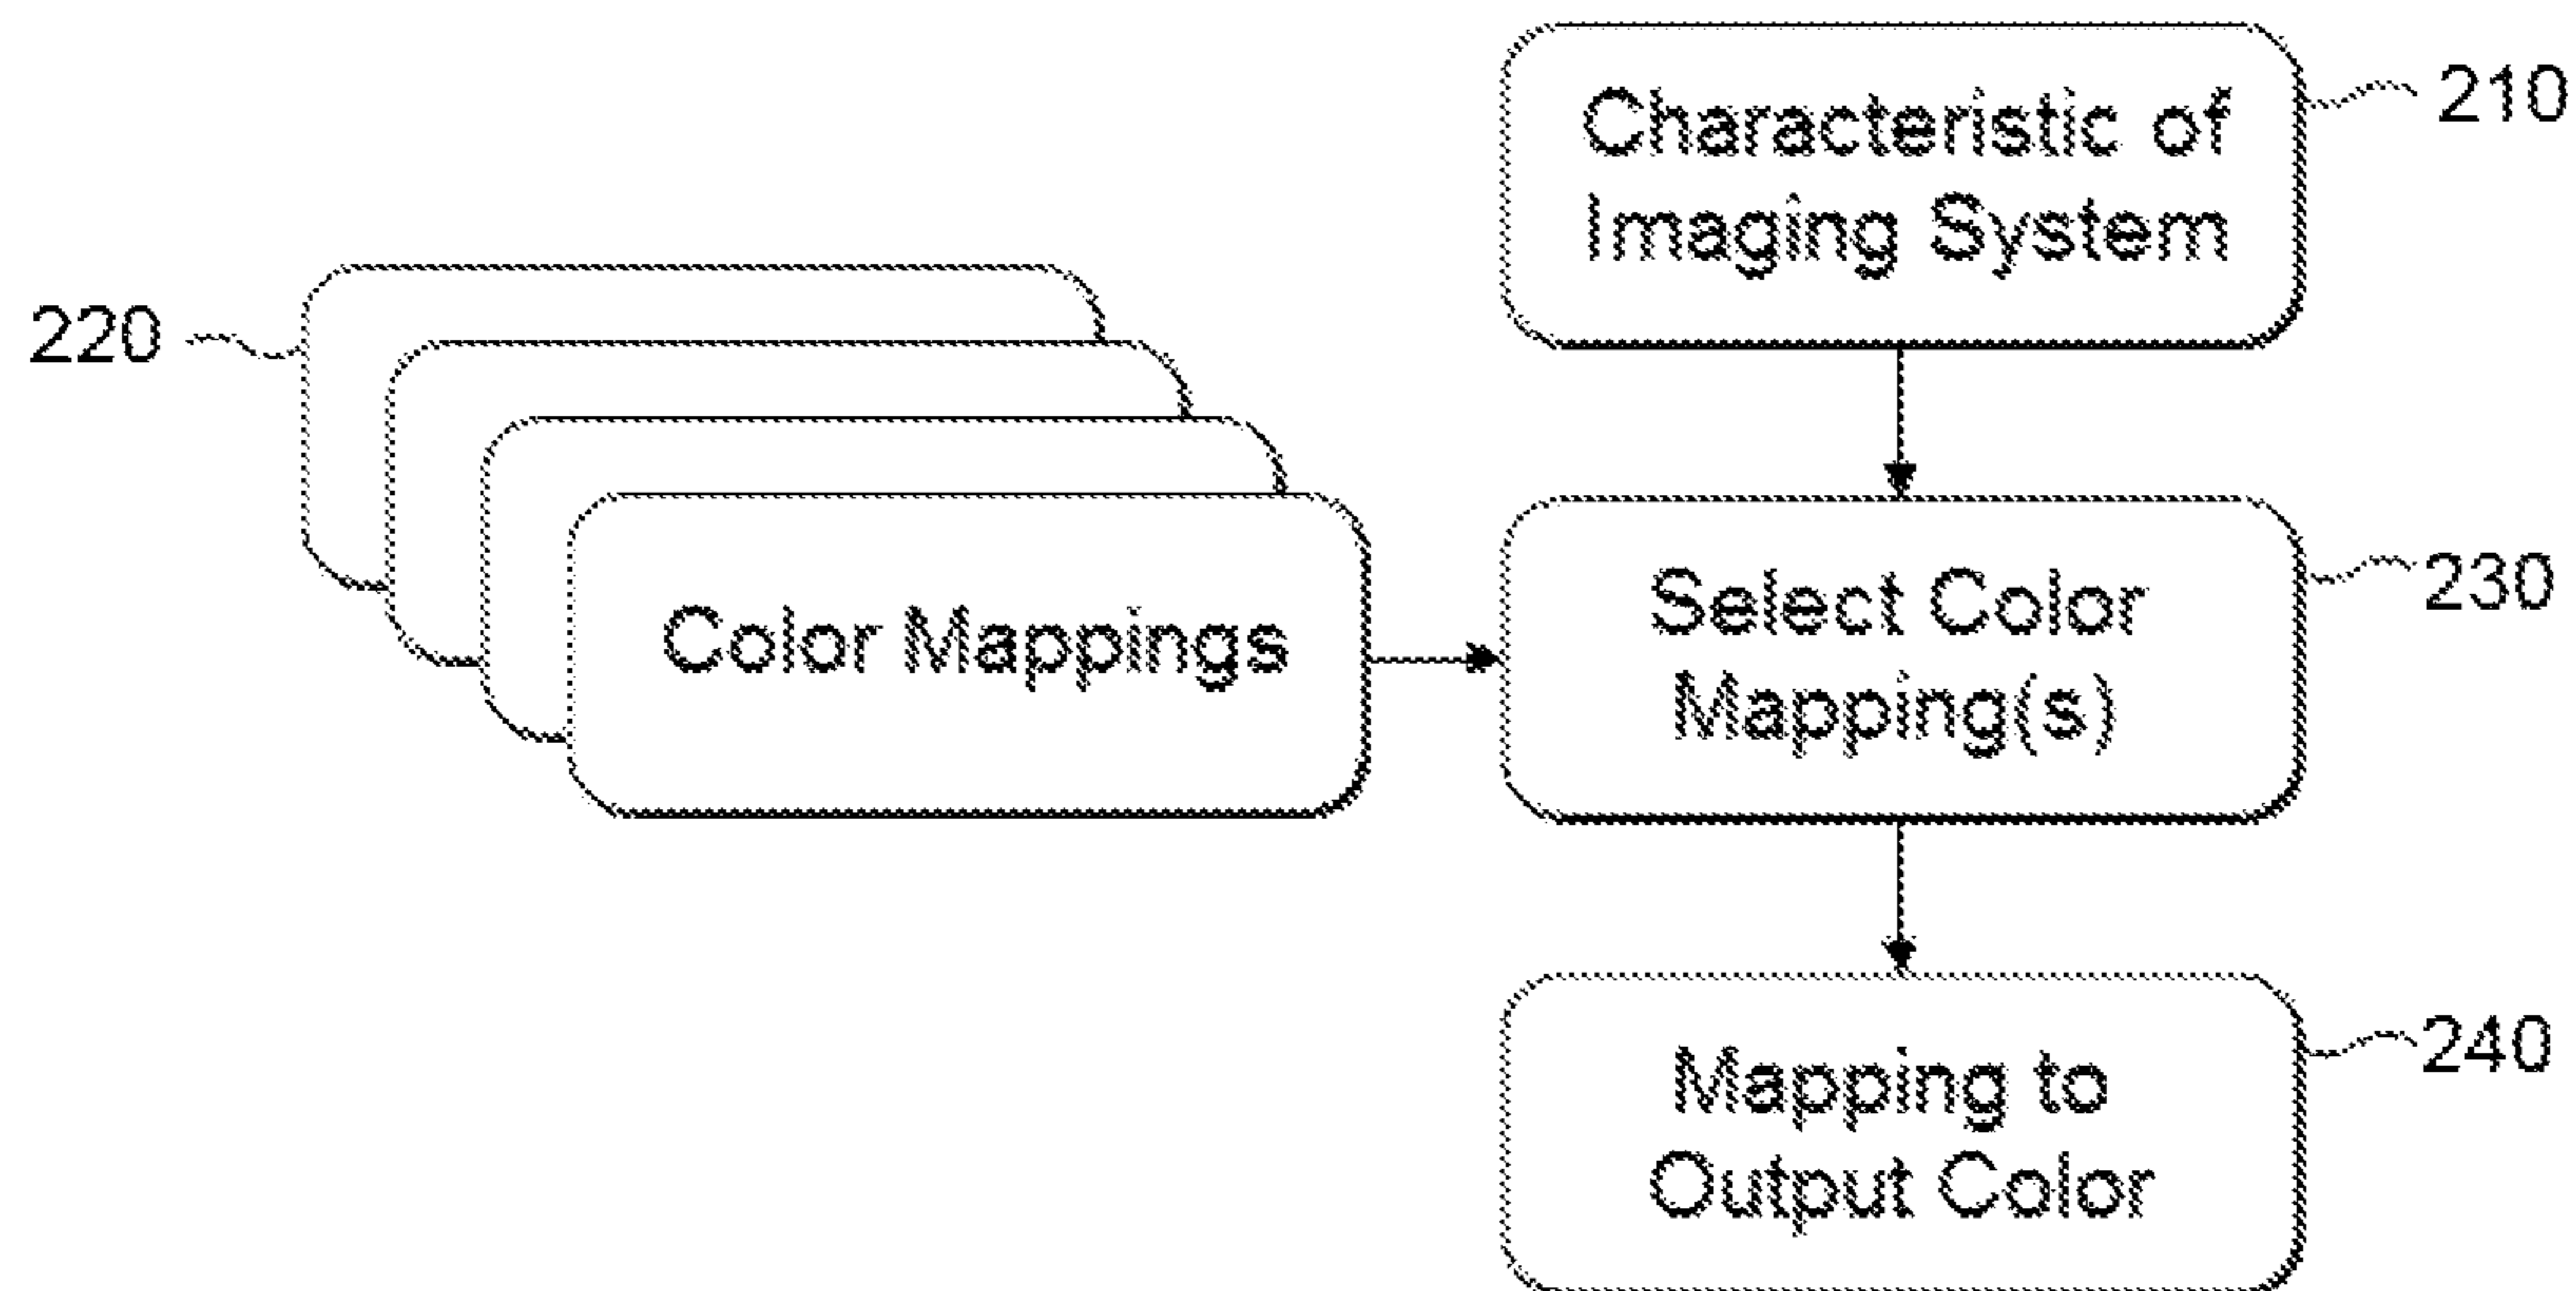 Characteristic of
Imaging System
210
220
Color Mappings
Select Color
Mapping(s)
230
Mapping to
Output Color
240